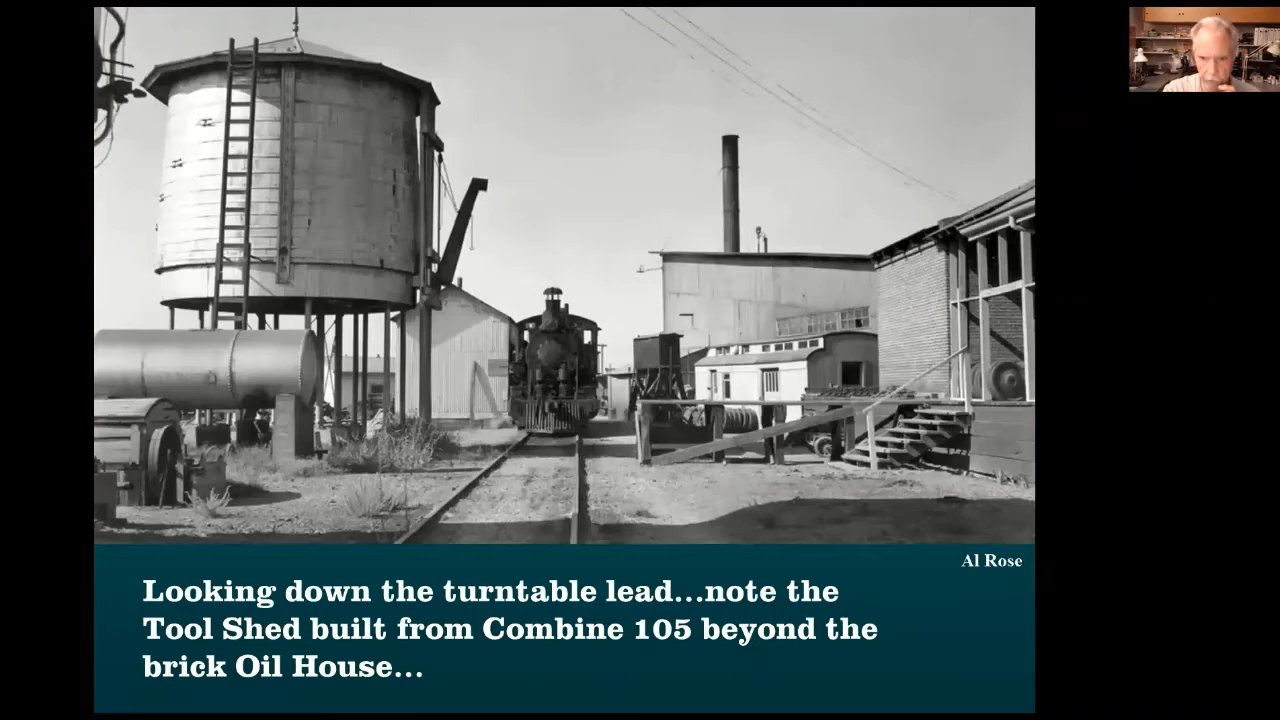 Al Rose
Looking down the turntable lead...note the
Tool Shed built from Combine 105 beyond the
brick Oil House...